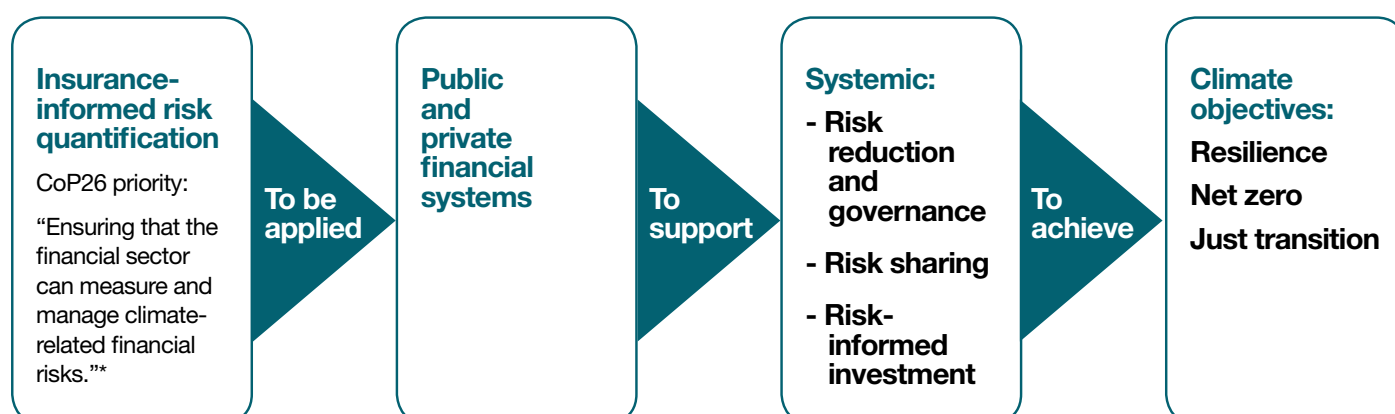 Insurance-
informed risk
quantification
CoP26 priority:
“Ensuring that the
financial sector
can measure and
manage climate-
related financial
risks.”*
To be
applied
Public
and
private
financial
systems
To
support
Systemic:
- Risk
reduction
and
governance
- Risk sharing
- Risk-
informed
investment
To
achieve
Climate
objectives:
Resilience
Net zero
Just transition